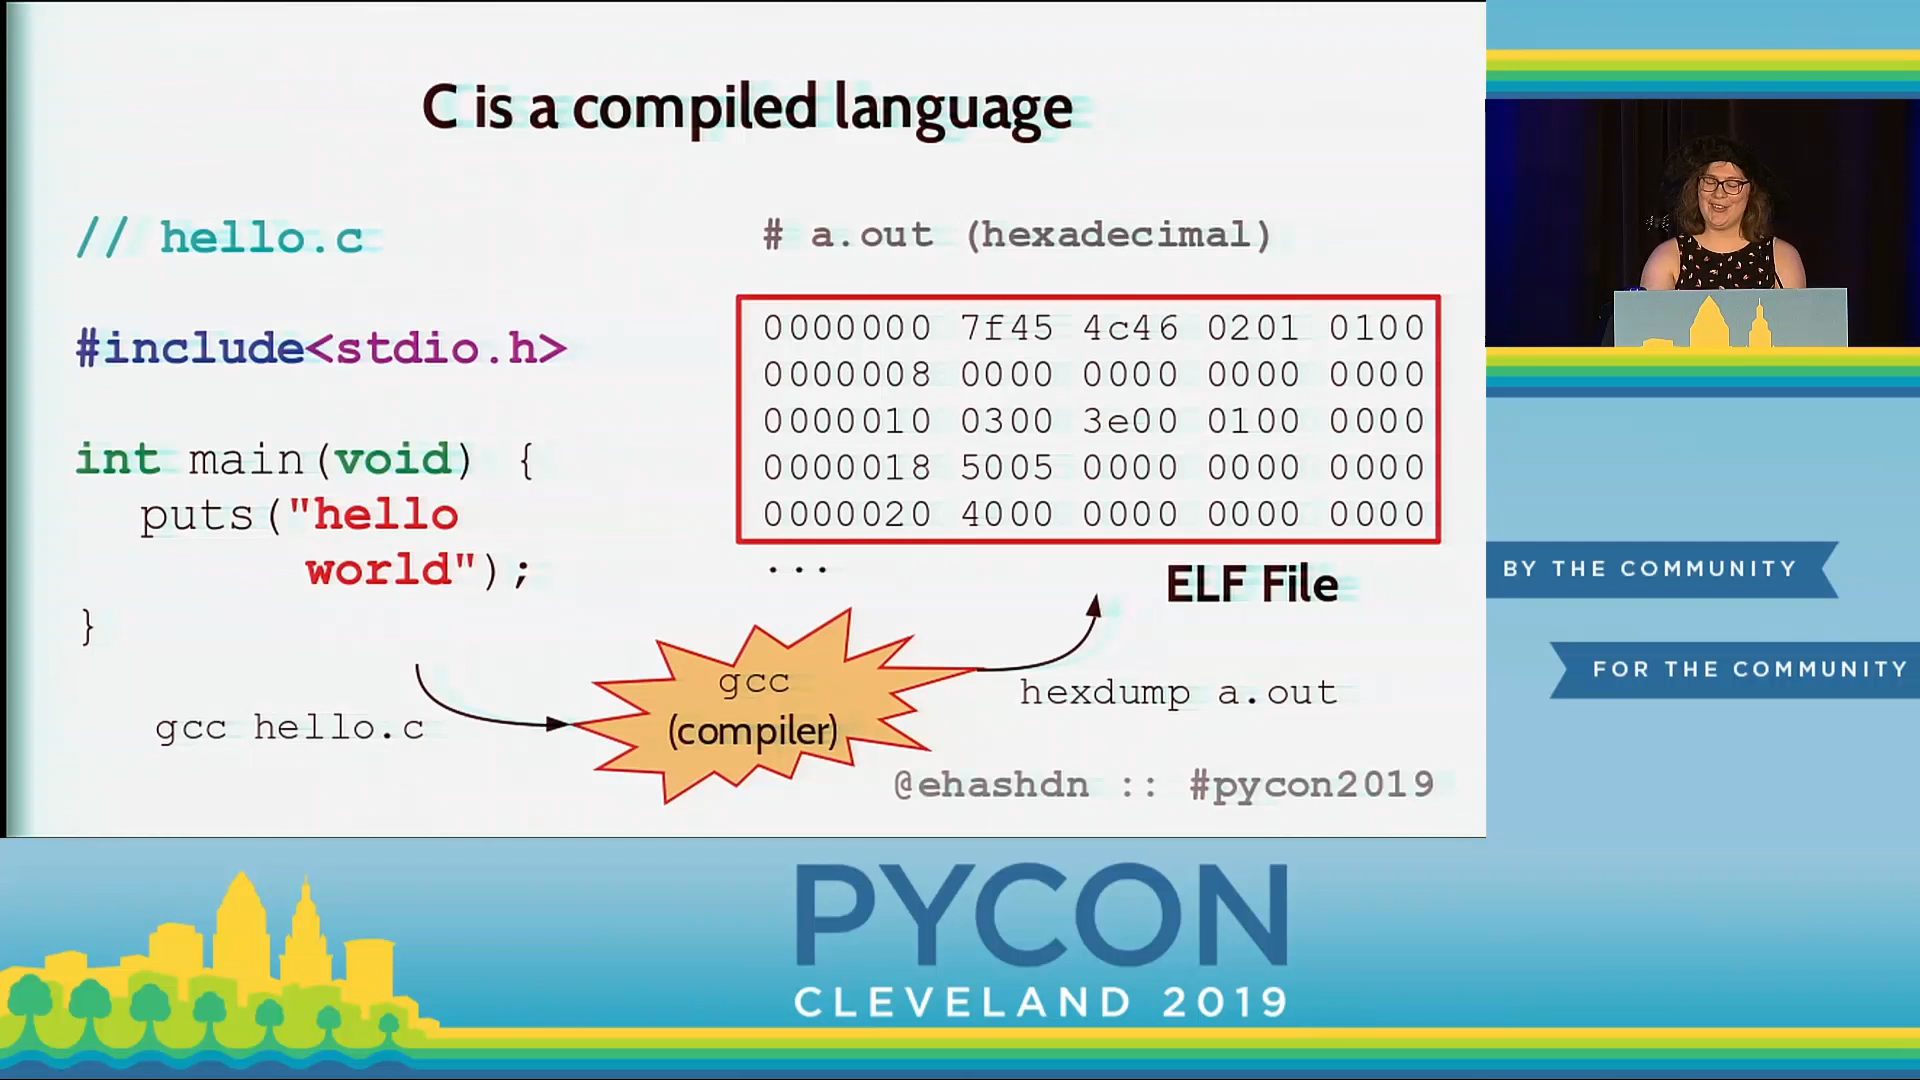 C is a compiled language
// hello.c
#include<stdio.h>
int main(void) {
puts("hello
world");
}
gcc hello.c
# a.out (hexadecimal)
0000000 7f45 4c46 0201 0100
0000008 0000 0000 0000 0000
0000010 0300 3e00 0100 0000
0000018 5005 0000 0000 0000
0000020 4000 0000 0000 0000
...
ELF File
gcc
(compiler)
hexdump a.out
@ehashdn :: #pycon2019
BY THE COMMUNITY
FOR THE COMMUNITY
PYCON
CLEVELAND 2019